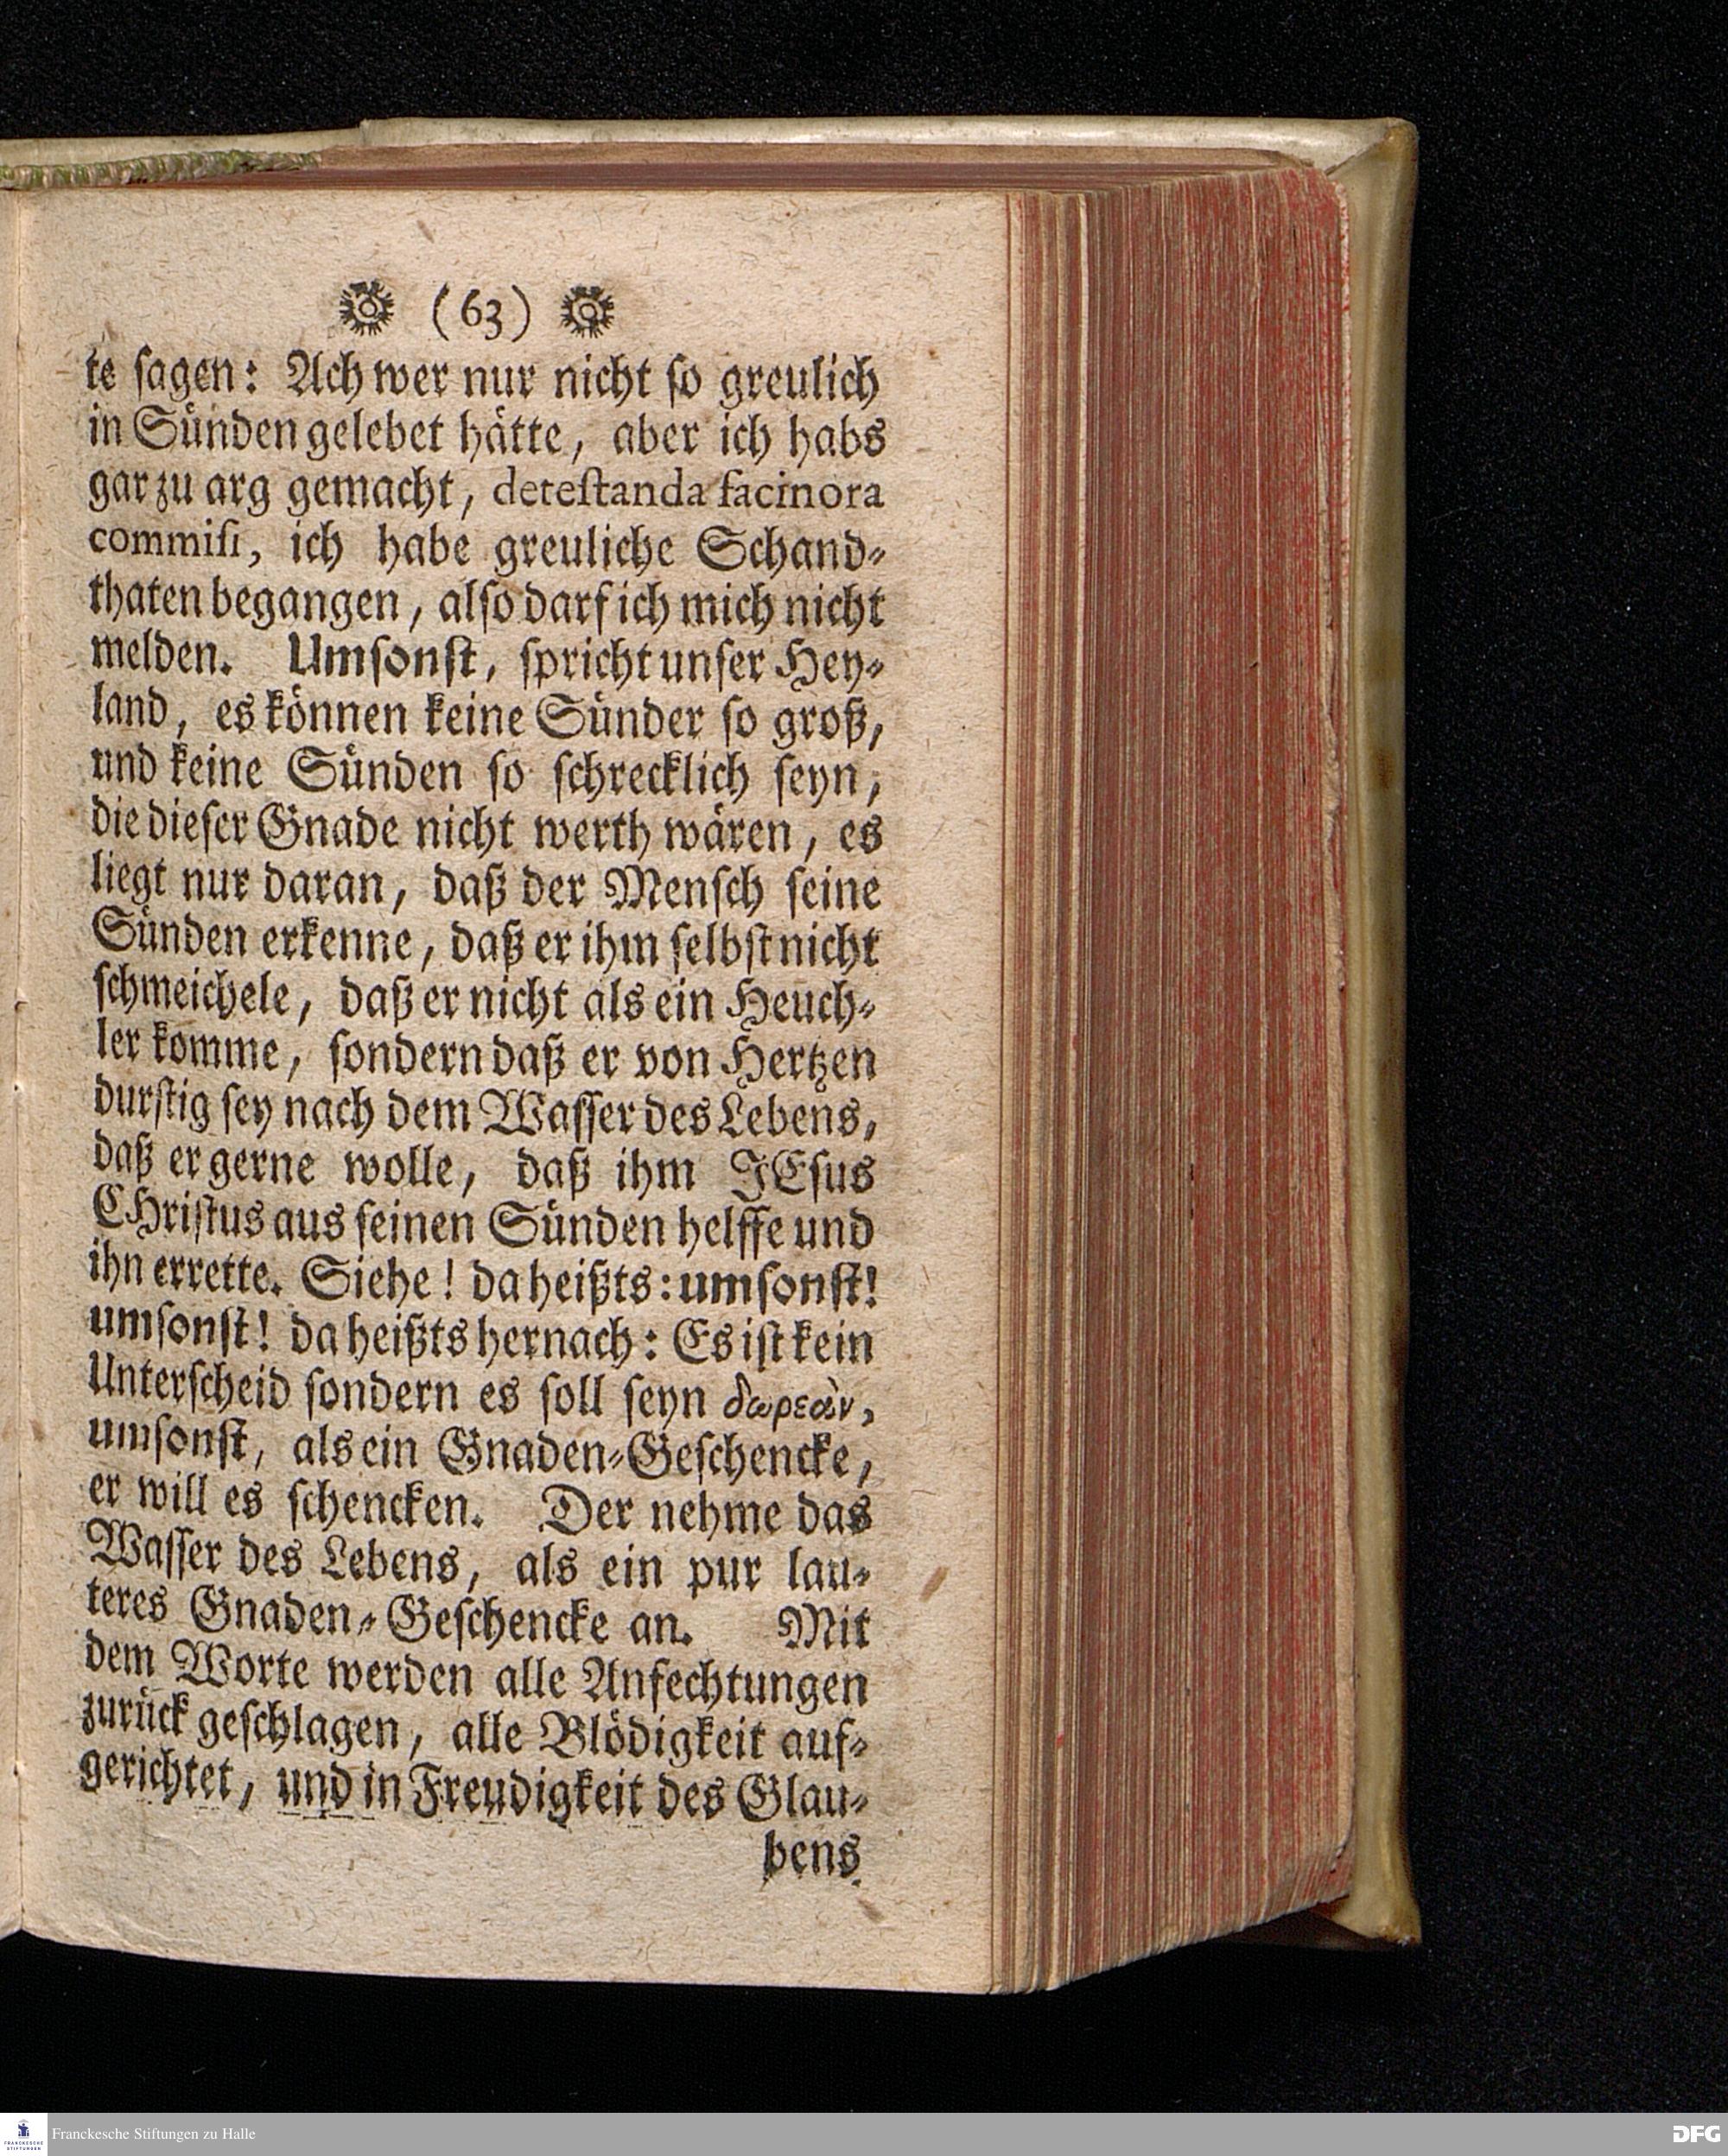 (63)
te ſagen: Ach wer nur nicht ſo greulich
in Sünden gelebet hätte, aber ich habs
gar zu arg gemacht, deteſtanda facinora
commiſi, ich habe greuliche Schand-
thaten begangen, alſo darf ich mich nicht
melden. Umſonſt, ſpricht unſer Hey-
land, es können keine Sünder ſo groß,
und keine Sünden ſo ſchrecklich ſeyn,
die dieſer Gnade nicht werth wären, es
liegt nur daran, daß der Menſch ſeine
Sünden erkenne, daß er ihm ſelbſt nicht
ſchmeichele, daß er nicht als ein Heuch-
ler komme, ſondern daß er von Hertzen
durſtig ſey nach dem Waſſer des Lebens,
daß er gerne wolle, daß ihm JEſus
CHriſtus aus ſeinen Sünden helffe und
ihn errette. Siehe! da heißts: umſonſt!
umſonſt! da heißts hernach: Es iſt kein
Unterſcheid ſondern es ſoll ſeyn δωρεὰν,
umſonſt, als ein Gnaden-Geſchencke,
er will es ſchencken. Der nehme das
Waſſer des Lebens, als ein pur lau-
teres Gnaden-Geſchencke an. Mit
dem Worte werden alle Anfechtungen
zurück geſchlagen, alle Blödigkeit auf-
gerichtet, und in Freudigkeit des Glau-
bens
FRANCKESCHE
STIFTUNGEN
Franckesche Stiftungen zu Halle
DFG